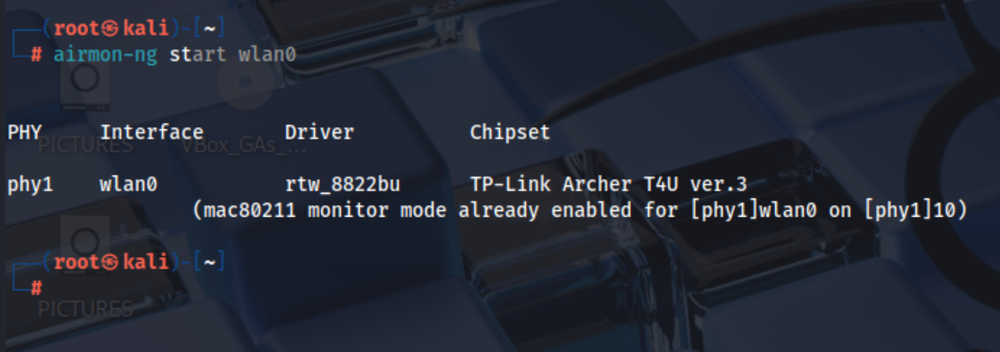 (root㉿kali)-[~]
# airmon-ng start wlan0
PHY Interface Driver Chipset
PICTURES VBox_GAs_...
phy1 wlan0 rtw_8822bu TP-Link Archer T4U ver.3
(mac80211 monitor mode already enabled for [phy1]wlan0 on [phy1]10)
(root㉿kali)-[~]
#
PICTURES